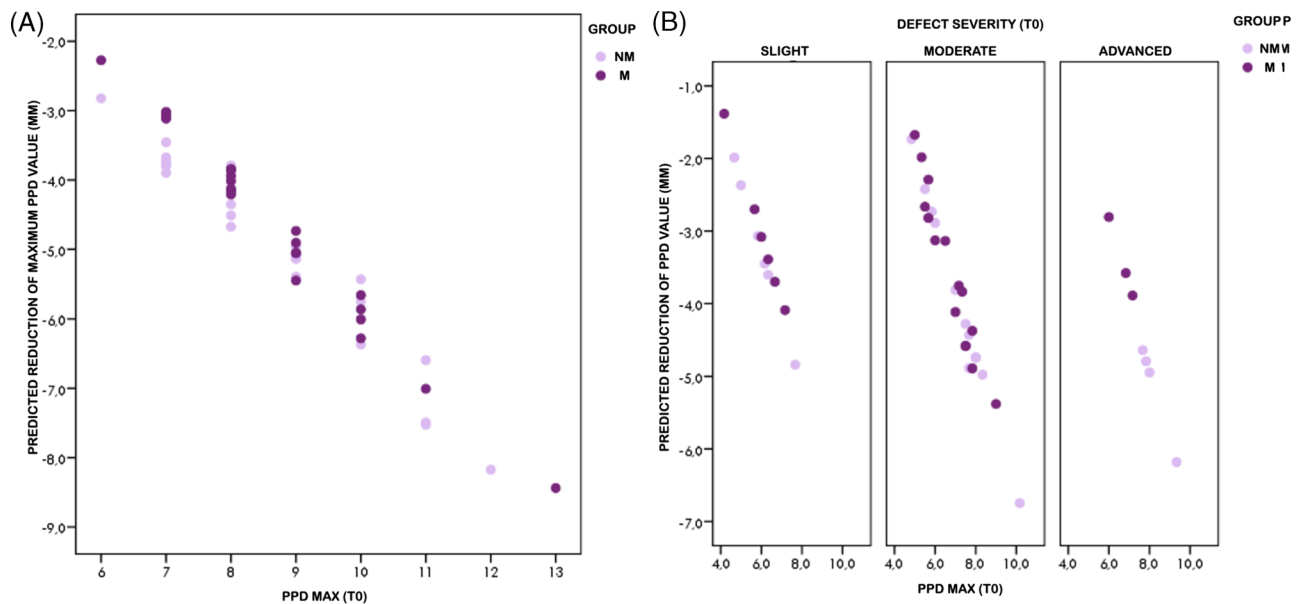 (A)
PREDICTED REDUCTION OF MAXIMUM PPD VALUE (MM)
-2,0
-3,0
-4,0
-5,0
-6,0
-7,0
-8,0
-9,0
6 7 8 9 10 11 12 13
PPD MAX (T0)
GROUP
NM
M
(B)
DEFECT SEVERITY (T0)
SLIGHT MODERATE ADVANCED
PREDICTED REDUCTION OF PPD VALUE (MM)
-1,0
-2,0
-3,0
-4,0
-5,0
-6,0
-7,0
4,0 6,0 8,0 10,0 4,0 6,0 8,0 10,0 4,0 6,0 8,0 10,0
PPD MAX (T0)
GROUP P
NM
M I